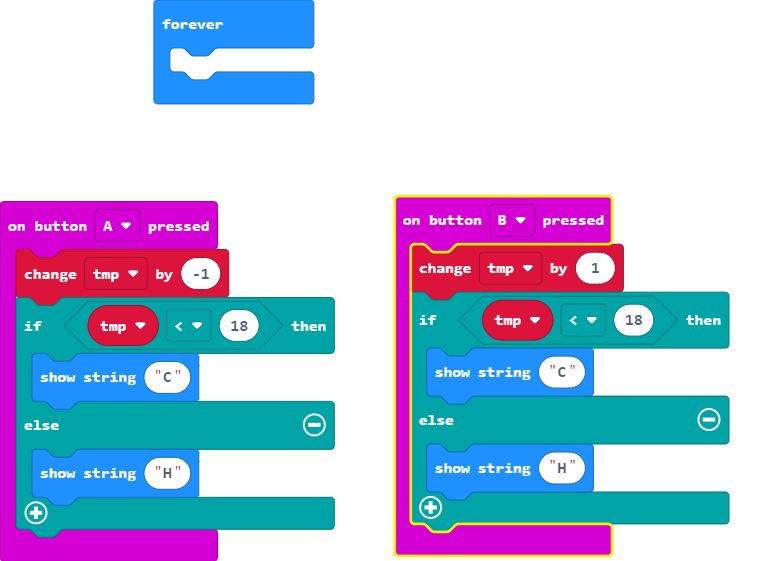 forever
on button A pressed
change tmp by -1
if tmp < 18 then
show string "C"
else
show string "H"
on button B pressed
change tmp by 1
if tmp < 18 then
show string "C"
else
show string "H"